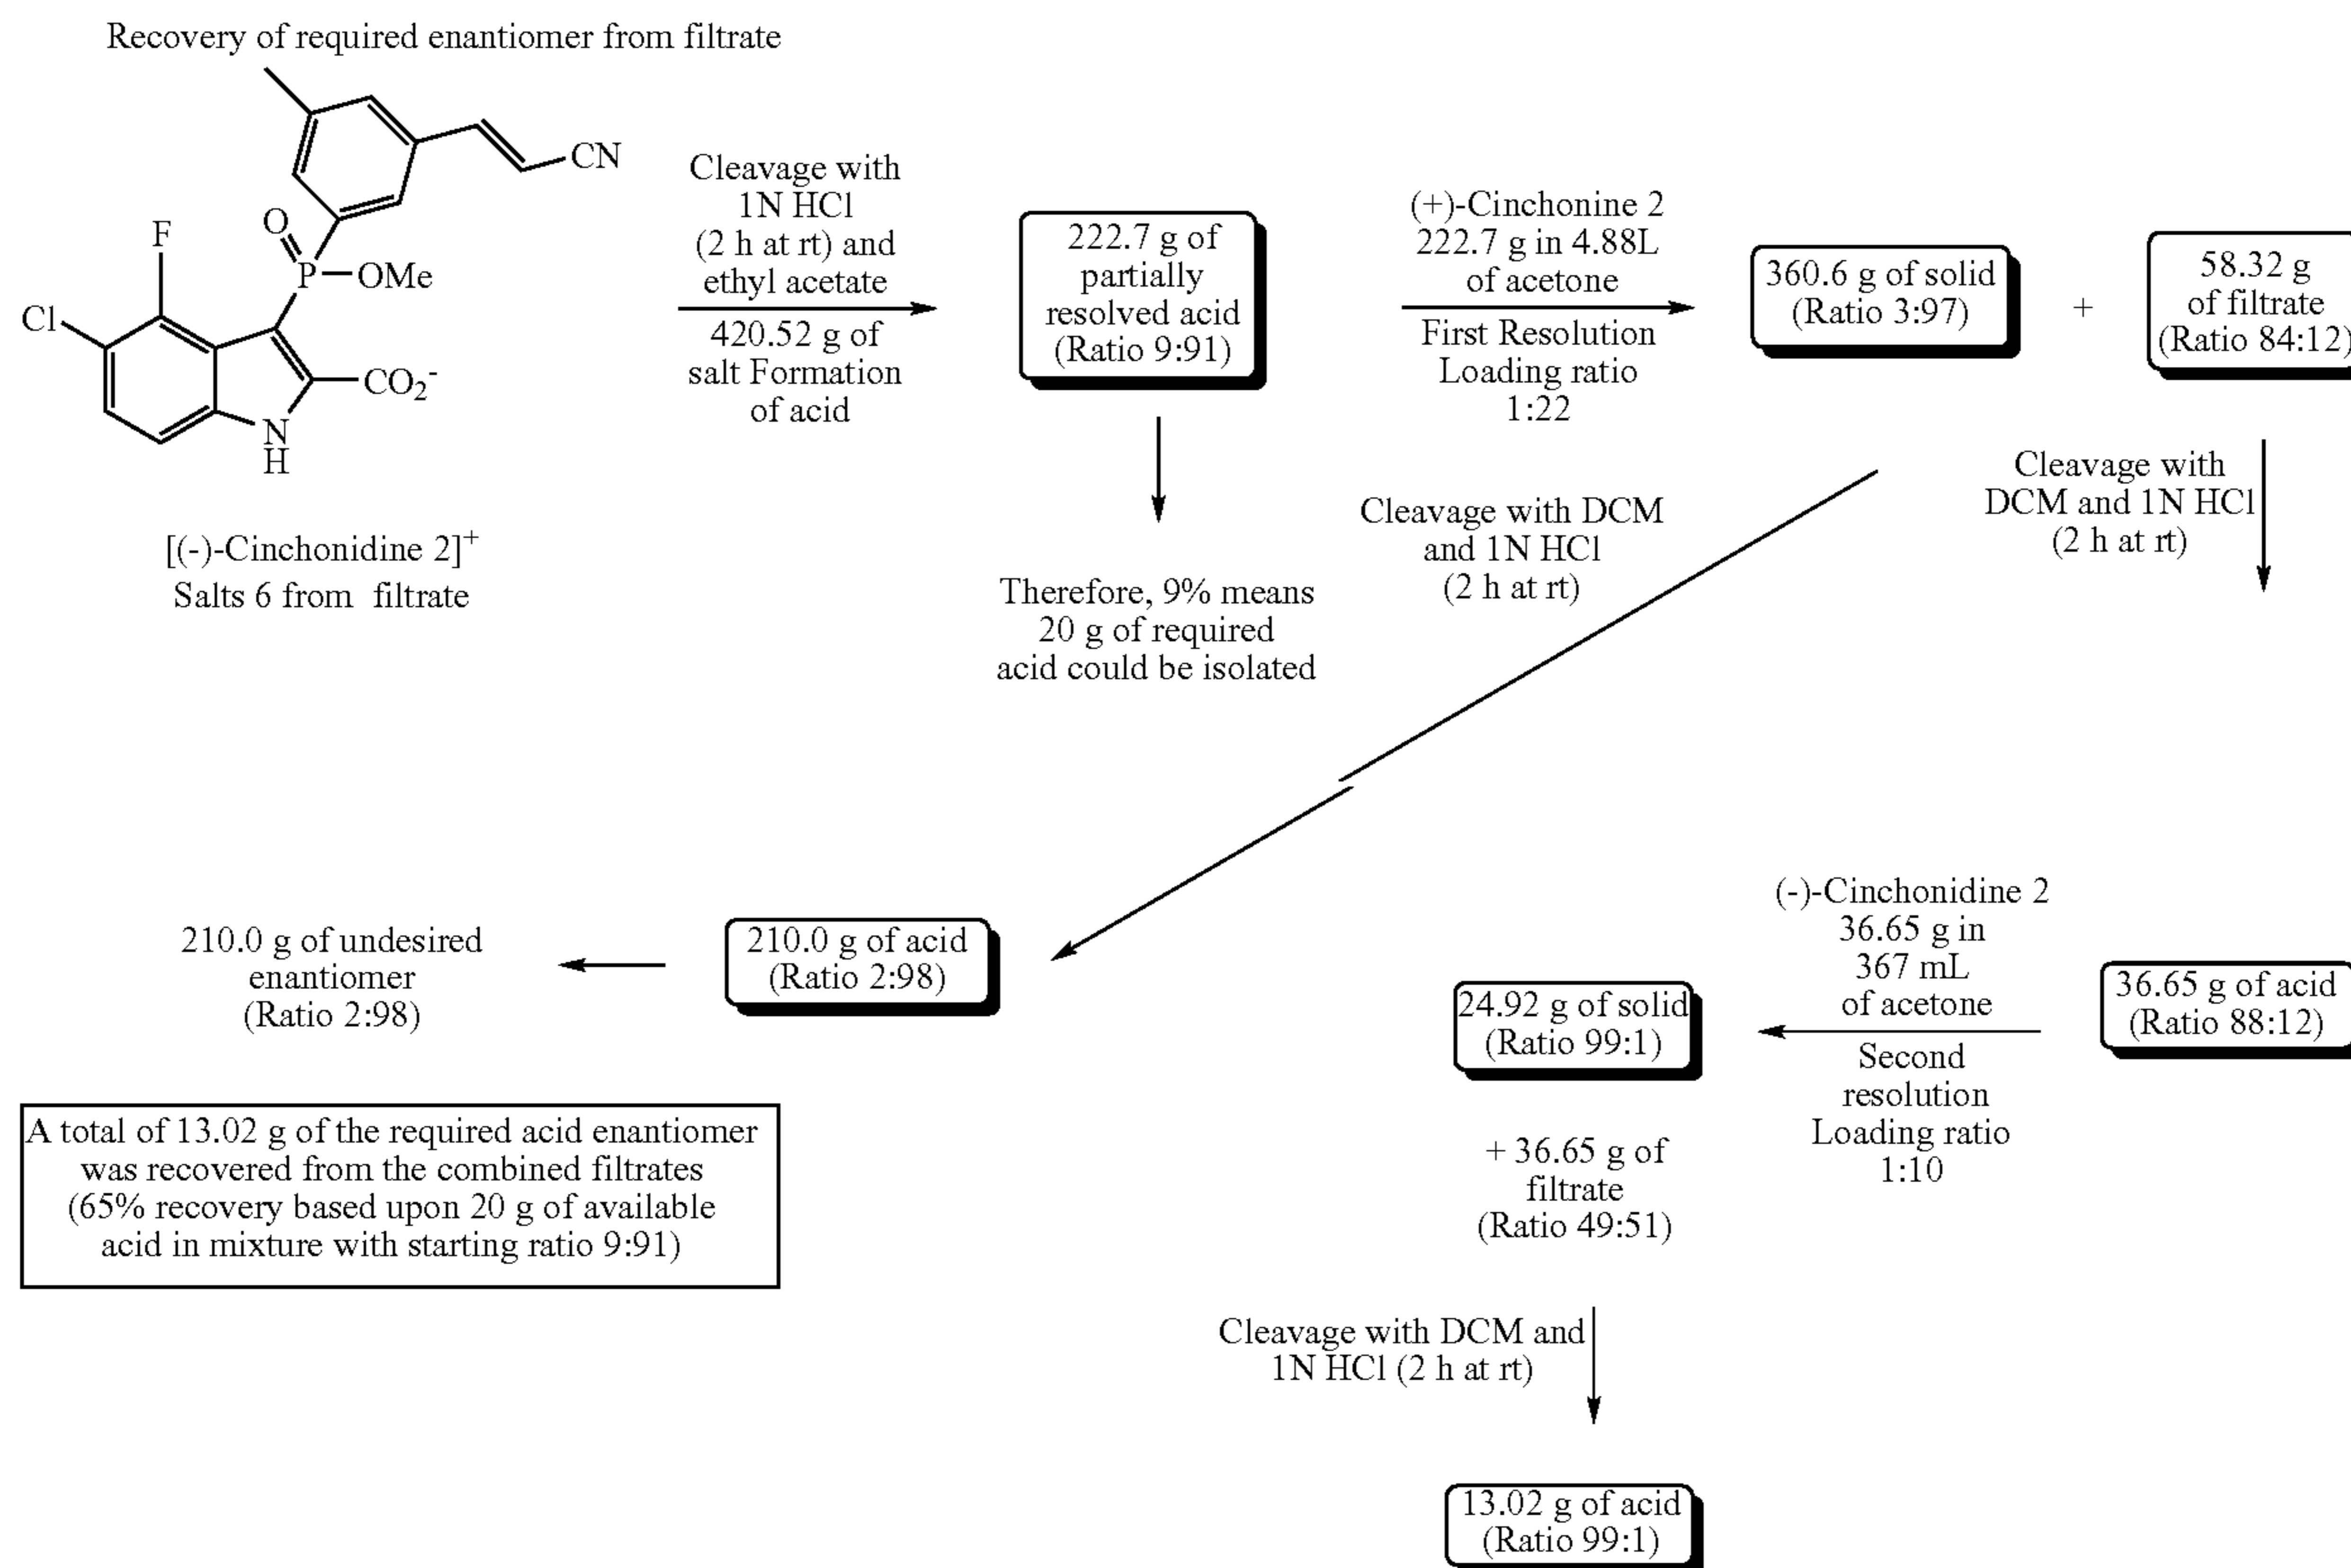 Recovery of required enantiomer from filtrate
CN
O
F
P
OMe
Cl
CO2-
N
H
[(-)-Cinchonidine 2]+
Salts 6 from filtrate
Cleavage with
1N HCl
(2 h at rt) and
ethyl acetate
420.52 g of
salt Formation
of acid
222.7 g of
partially
resolved acid
(Ratio 9:91)
Therefore, 9% means
20 g of required
acid could be isolated
(+)-Cinchonine 2
222.7 g in 4.88L
of acetone
First Resolution
Loading ratio
1:22
360.6 g of solid
(Ratio 3:97)
+
58.32 g
of filtrate
(Ratio 84:12)
Cleavage with DCM
and 1N HCl
(2 h at rt)
Cleavage with
DCM and 1N HCl
(2 h at rt)
210.0 g of undesired
enantiomer
(Ratio 2:98)
210.0 g of acid
(Ratio 2:98)
(-)-Cinchonidine 2
36.65 g in
367 mL
of acetone
Second
resolution
Loading ratio
1:10
36.65 g of acid
(Ratio 88:12)
24.92 g of solid
(Ratio 99:1)
+ 36.65 g of
filtrate
(Ratio 49:51)
A total of 13.02 g of the required acid enantiomer
was recovered from the combined filtrates
(65% recovery based upon 20 g of available
acid in mixture with starting ratio 9:91)
Cleavage with DCM and
1N HCl (2 h at rt)
13.02 g of acid
(Ratio 99:1)